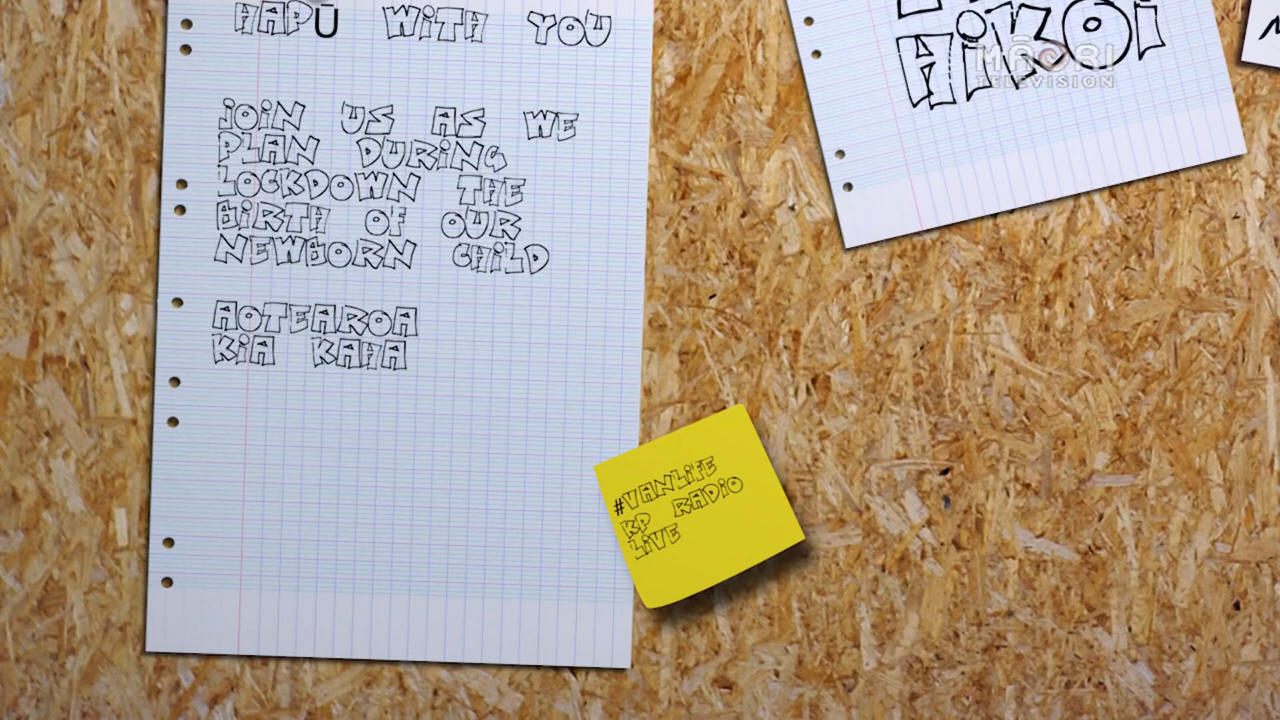 HAPŪ WITH YOU
JOIN US AS WE
PLAN DURING
LOCKDOWN THE
BIRTH OF OUR
NEWBORN CHILD
AOTEAROA
KIA KAHA
#VANLIFE
KP RADIO
LIVE
HIKOI
MĀORI
TELEVISION